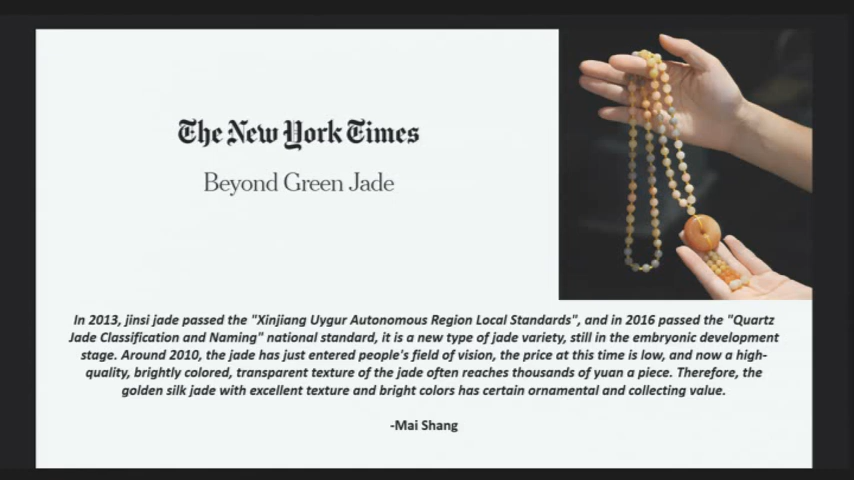 The New York Times
Beyond Green Jade
In 2013, jinsi jade passed the "Xinjiang Uygur Autonomous Region Local Standards", and in 2016 passed the "Quartz
Jade Classification and Naming" national standard, it is a new type of jade variety, still in the embryonic development
stage. Around 2010, the jade has just entered people's field of vision, the price at this time is low, and now a high-
quality, brightly colored, transparent texture of the jade often reaches thousands of yuan a piece. Therefore, the
golden silk jade with excellent texture and bright colors has certain ornamental and collecting value.
-Mai Shang